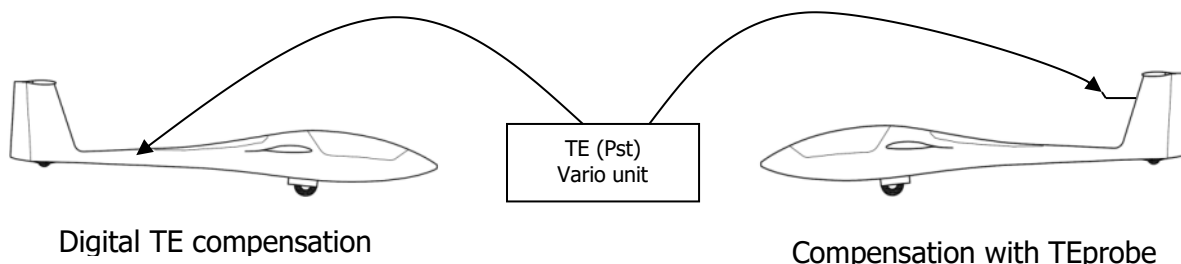 TE (Pst)
Vario unit
Digital TE compensation
Compensation with TEprobe